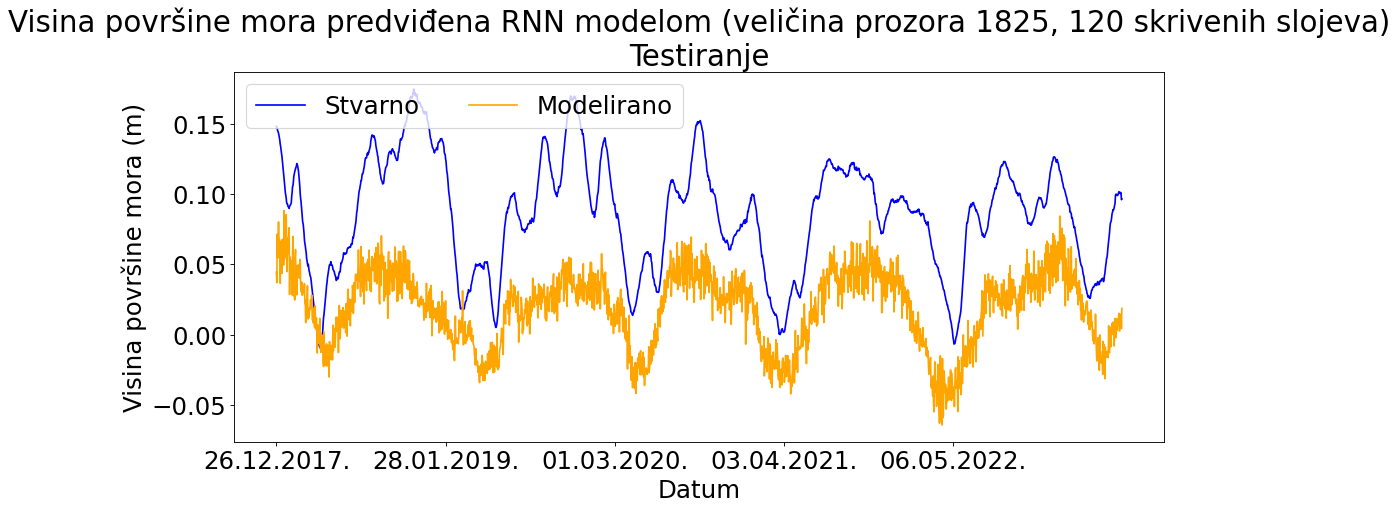 Visina površine mora predviđena RNN modelom (veličina prozora 1825, 120 skrivenih slojeva)
Testiranje
Stvarno
Modelirano
Visina površine mora (m)
0.15
0.10
0.05
0.00
−0.05
26.12.2017.
28.01.2019.
01.03.2020.
03.04.2021.
06.05.2022.
Datum